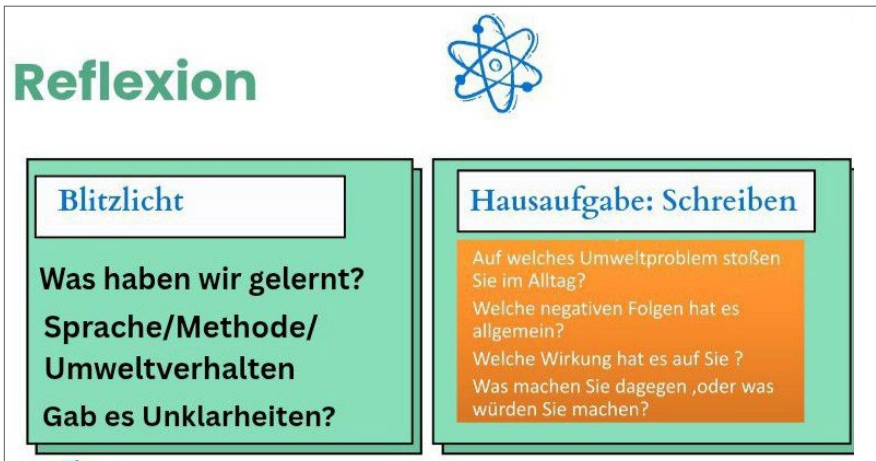 Reflexion
Blitzlicht
Was haben wir gelernt?
Sprache/Methode/
Umweltverhalten
Gab es Unklarheiten?
Hausaufgabe: Schreiben
Auf welches Umweltproblem stoßen
Sie im Alltag?
Welche negativen Folgen hat es
allgemein?
Welche Wirkung hat es auf Sie ?
Was machen Sie dagegen ,oder was
würden Sie machen?